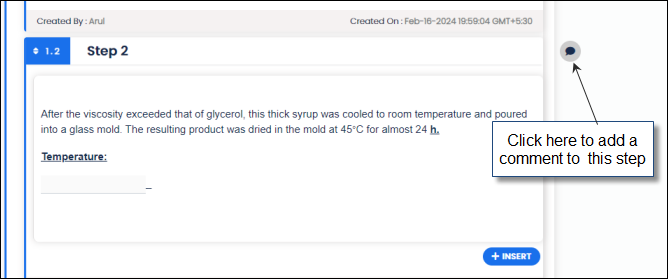 Created By : Arul Created On : Feb-16-2024 19:59:04 GMT+5:30
1.2 Step 2
After the viscosity exceeded that of glycerol, this thick syrup was cooled to room temperature and poured
into a glass mold. The resulting product was dried in the mold at 45°C for almost 24 h.
Click here to add a
comment to this step
Temperature:
+ INSERT